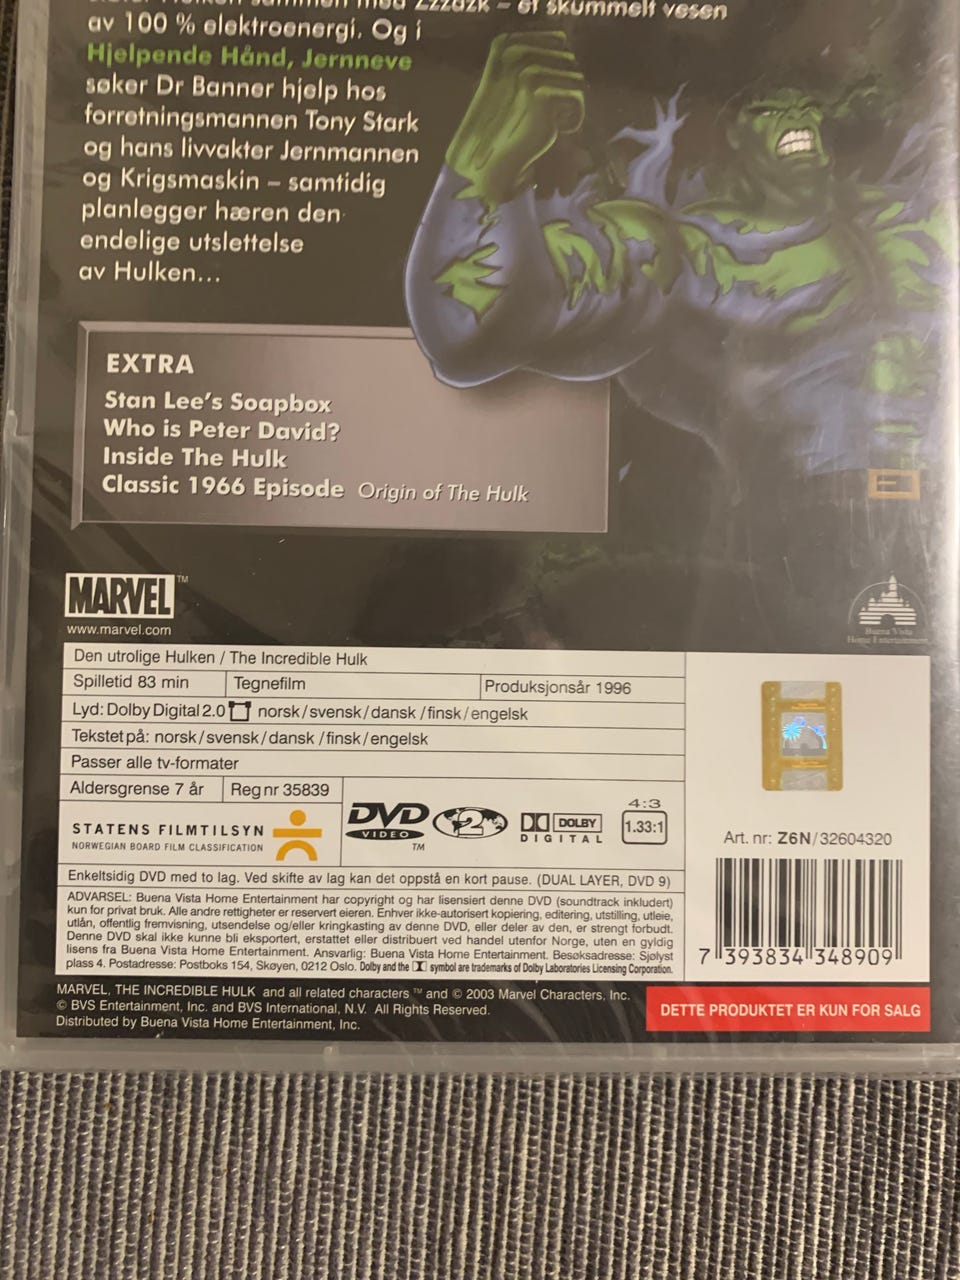 Zzzazk – et skummelt vesen
av 100 % elektroenergi. Og i
Hjelpende Hånd, Jernneve
søker Dr Banner hjelp hos
forretningsmannen Tony Stark
og hans livvakter Jernmannen
og Krigsmaskin – samtidig
planlegger hæren den
endelige utslettelse
av Hulken...
EXTRA
Stan Lee's Soapbox
Who is Peter David?
Inside The Hulk
Classic 1966 Episode Origin of The Hulk
MARVEL™
www.marvel.com
Buena Vista
Home Entertainment
Den utrolige Hulken / The Incredible Hulk
Spilletid 83 min Tegnefilm Produksjonsår 1996
Lyd: Dolby Digital 2.0 norsk/svensk/dansk/finsk/engelsk
Tekstet på: norsk/svensk/dansk/finsk/engelsk
Passer alle tv-formater
Aldersgrense 7 år Reg nr 35839
STATENS FILMTILSYN
NORWEGIAN BOARD FILM CLASSIFICATION
DVD
VIDEO
TM
2
DOLBY
DIGITAL
4:3
1.33:1
Art. nr: Z6N/32604320
Enkeltsidig DVD med to lag. Ved skifte av lag kan det oppstå en kort pause. (DUAL LAYER, DVD 9)
ADVARSEL: Buena Vista Home Entertainment har copyright og har lisensiert denne DVD (soundtrack inkludert)
kun for privat bruk. Alle andre rettigheter er reservert eieren. Enhver ikke-autorisert kopiering, editering, utstilling, utleie,
utlån, offentlig fremvisning, utsendelse og/eller kringkasting av denne DVD, eller deler av den, er strengt forbudt.
Denne DVD skal ikke kunne bli eksportert, erstattet eller distribuert ved handel utenfor Norge, uten en gyldig
lisens fra Buena Vista Home Entertainment. Ansvarlig: Buena Vista Home Entertainment. Besøksadresse: Sjølyst
plass 4. Postadresse: Postboks 154, Skøyen, 0212 Oslo. Dolby and the symbol are trademarks of Dolby Laboratories Licensing Corporation.
7 393834 348909
MARVEL, THE INCREDIBLE HULK and all related characters ™ and © 2003 Marvel Characters, Inc.
© BVS Entertainment, Inc. and BVS International, N.V. All Rights Reserved.
Distributed by Buena Vista Home Entertainment, Inc.
DETTE PRODUKTET ER KUN FOR SALG